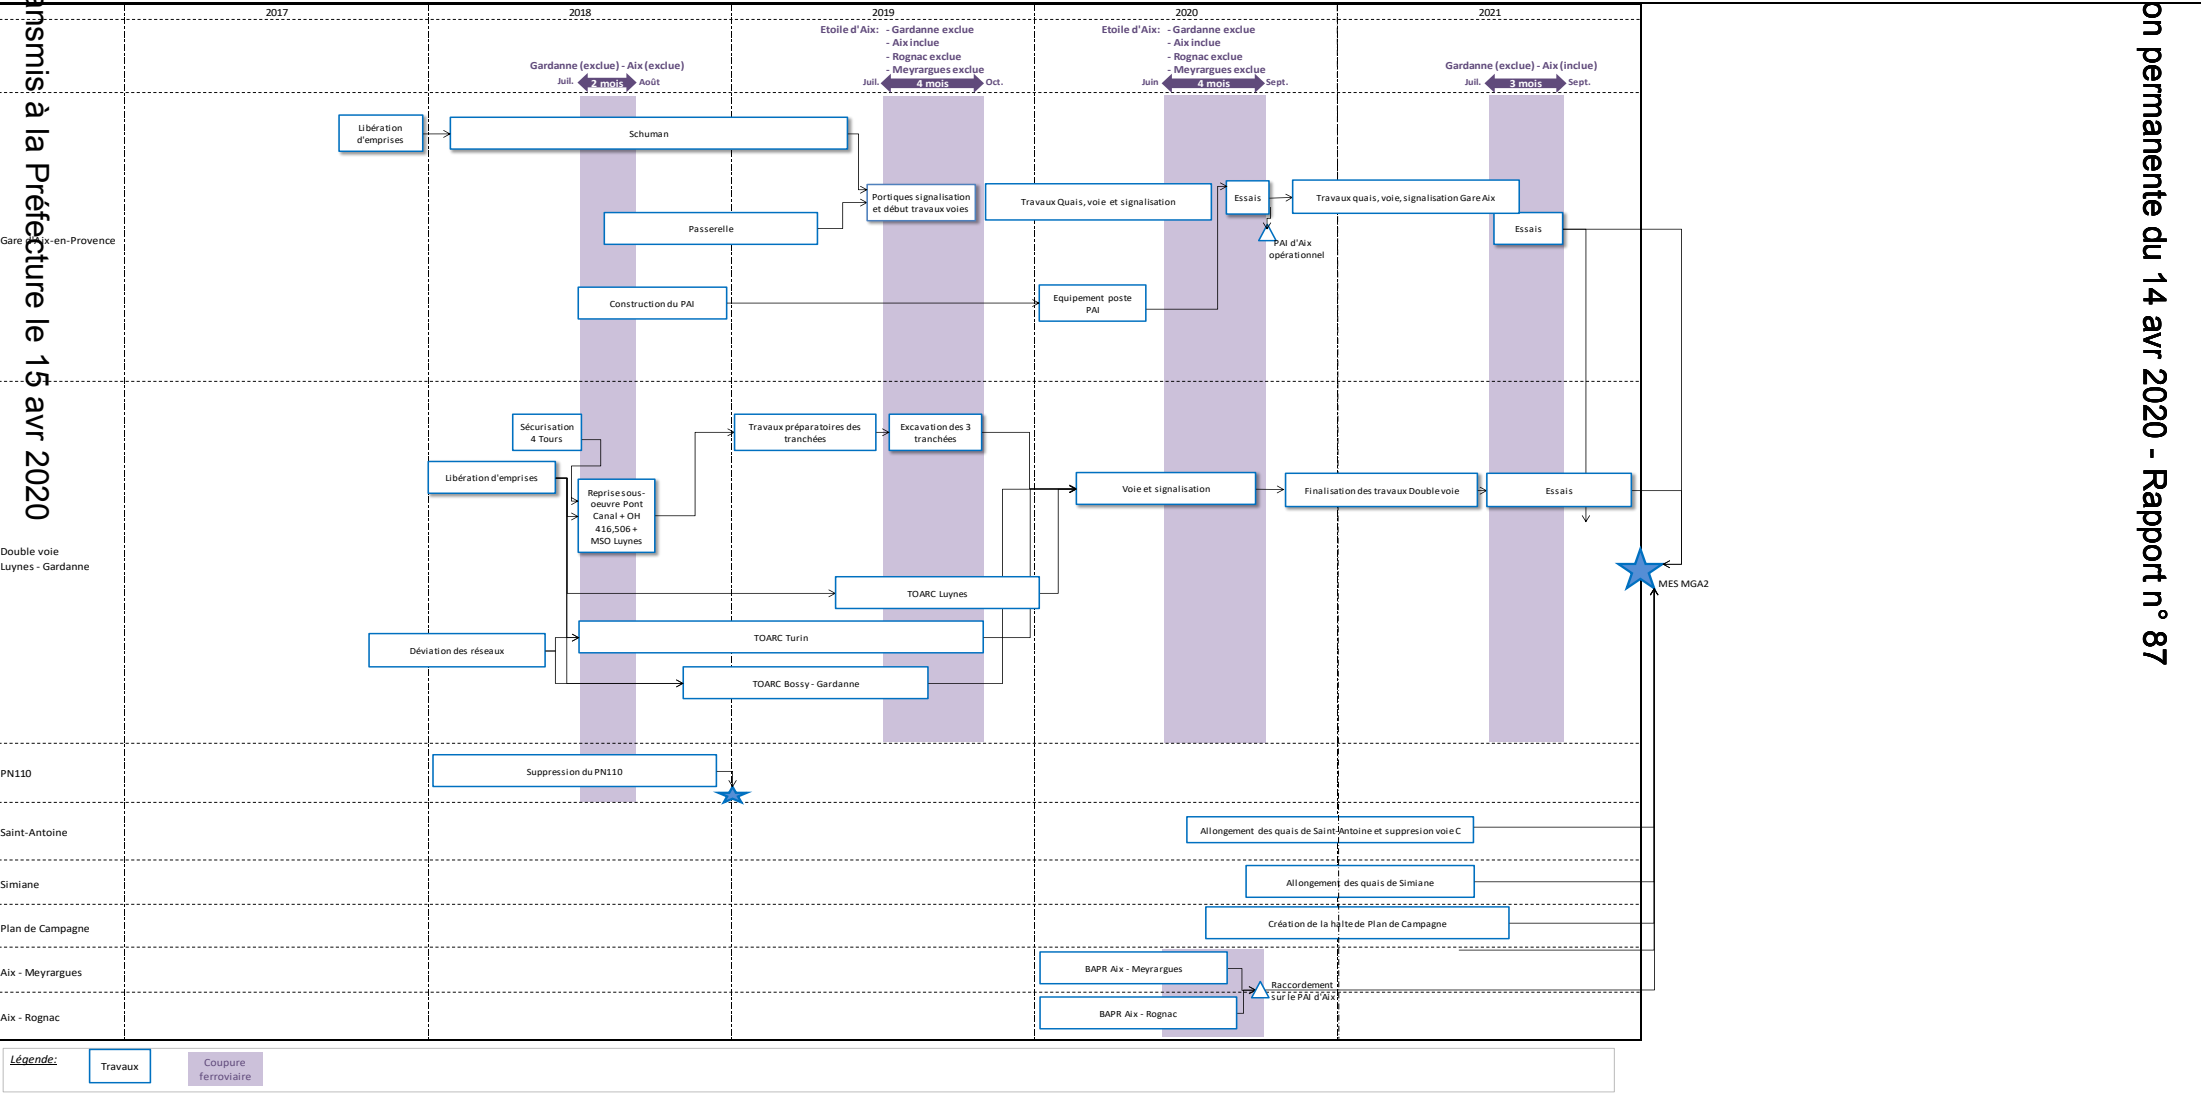 ansmis à la Préfecture le 15 avr 2020
on permanente du 14 avr 2020 - Rapport n° 87
2017
2018
2019
2020
2021
Gardanne (exclue) - Aix (exclue)
Juil.
2 mois
Août
Etoile d'Aix: - Gardanne exclue
- Aix inclue
- Rognac exclue
- Meyrargues exclue
Juil.
4 mois
Oct.
Etoile d'Aix: - Gardanne exclue
- Aix inclue
- Rognac exclue
- Meyrargues exclue
Juin
4 mois
Sept.
Gardanne (exclue) - Aix (inclue)
Juil.
3 mois
Sept.
Gare d'Aix-en-Provence
Libération
d'emprises
Schuman
Portiques signalisation
et début travaux voies
Passerelle
Travaux Quais, voie et signalisation
Essais
Travaux quais, voie, signalisation Gare Aix
Essais
PAI d'Aix
opérationnel
Construction du PAI
Equipement poste
PAI
Double voie
Luynes - Gardanne
Sécurisation
4 Tours
Libération d'emprises
Reprise sous-
oeuvre Pont
Canal + OH
416,506 +
MSO Luynes
Travaux préparatoires des
tranchées
Excavation des 3
tranchées
Voie et signalisation
Finalisation des travaux Double voie
Essais
TOARC Luynes
TOARC Turin
Déviation des réseaux
TOARC Bossy - Gardanne
MES MGA2
PN110
Suppression du PN110
Saint-Antoine
Allongement des quais de Saint-Antoine et suppresion voie C
Simiane
Allongement des quais de Simiane
Plan de Campagne
Création de la halte de Plan de Campagne
Aix - Meyrargues
BAPR Aix - Meyrargues
Raccordement
sur le PAI d'Aix
Aix - Rognac
BAPR Aix - Rognac
Légende:
Travaux
Coupure
ferroviaire